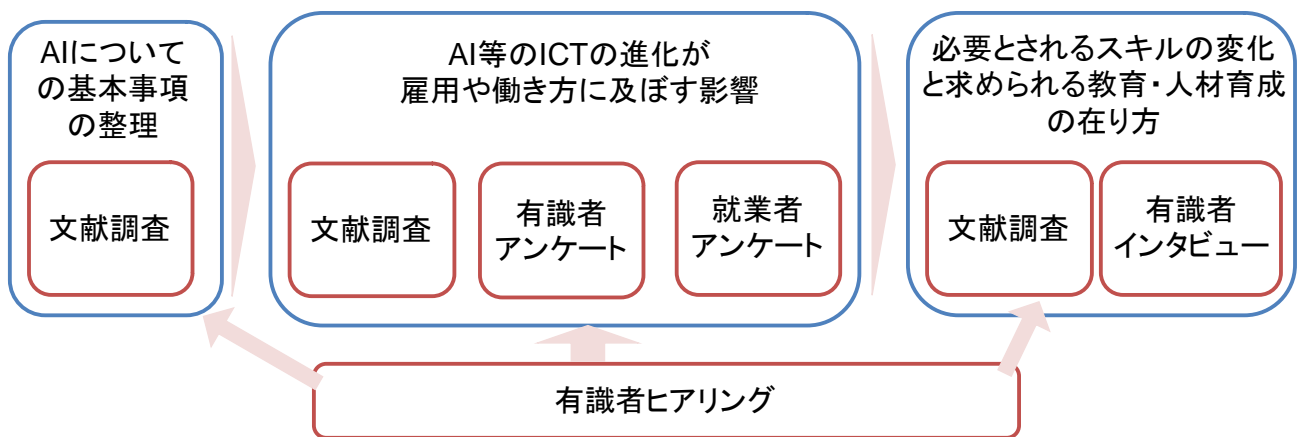 AIについて
の基本事項
の整理
文献調査
AI等のICTの進化が
雇用や働き方に及ぼす影響
文献調査
有識者
アンケート
就業者
アンケート
必要とされるスキルの変化
と求められる教育・人材育成
の在り方
文献調査
有識者
インタビュー
有識者ヒアリング